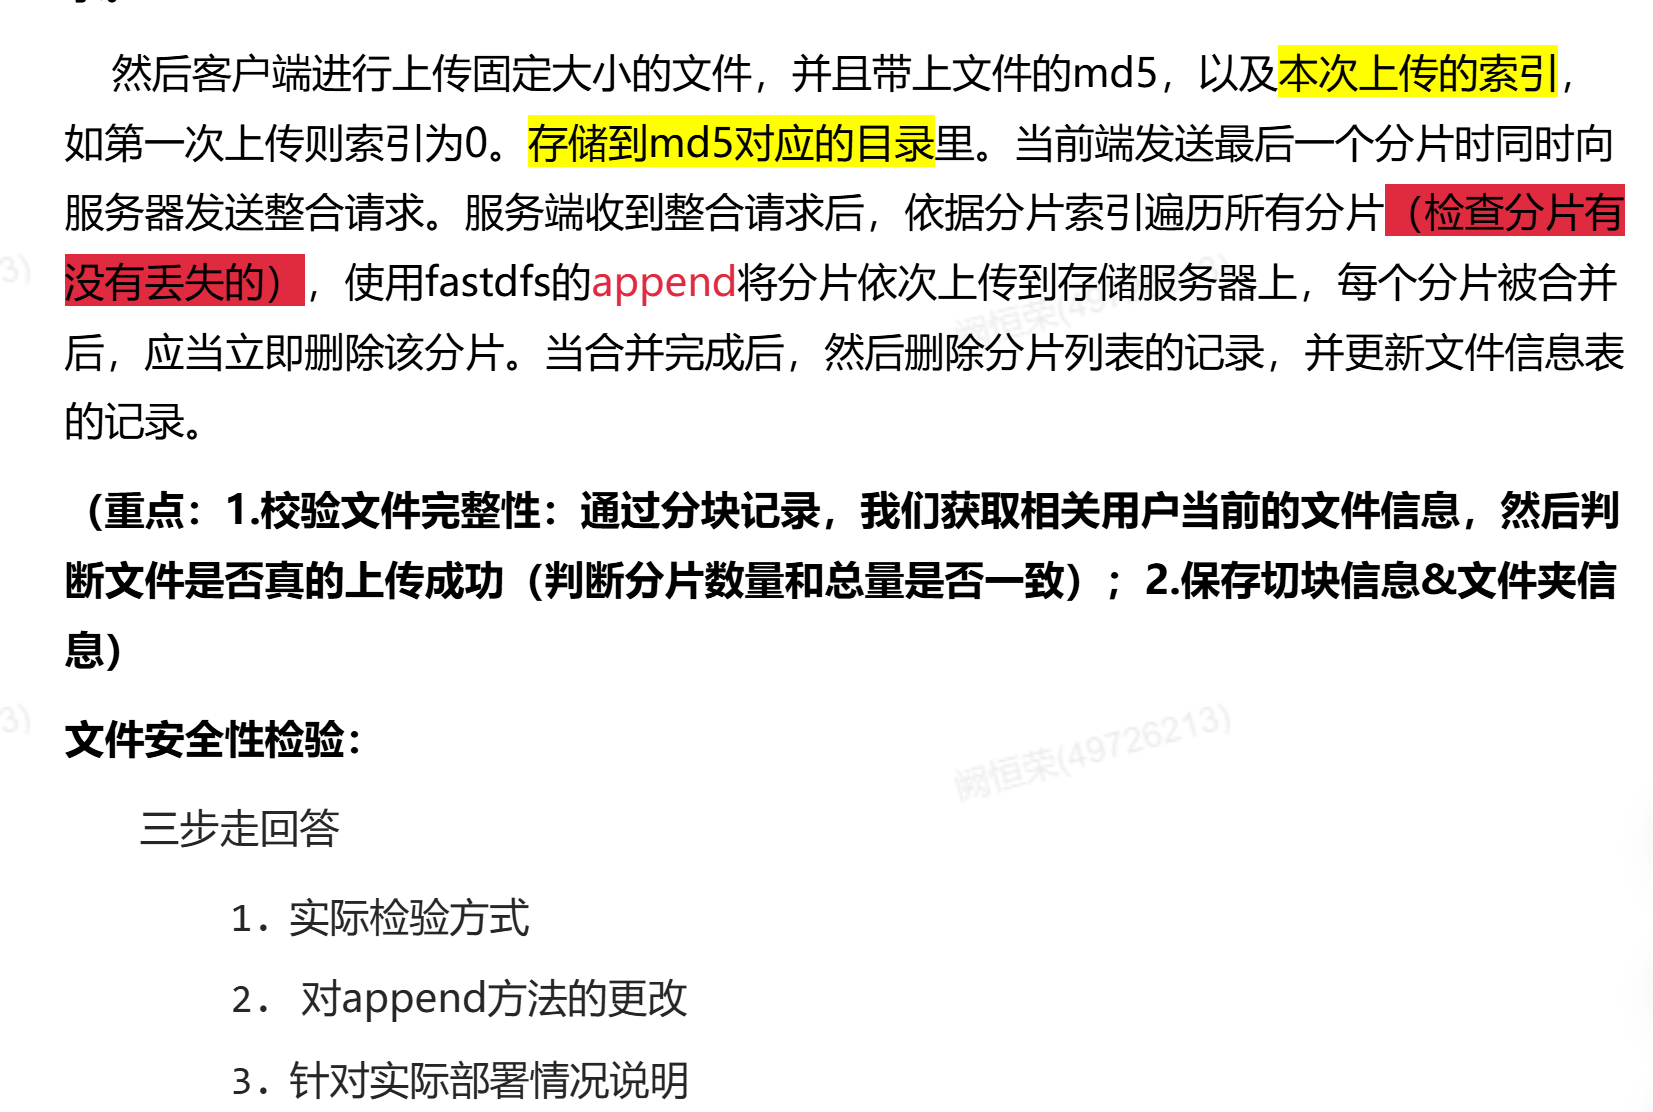 然后客户端进行上传固定大小的文件，并且带上文件的md5，以及本次上传的索引，
如第一次上传则索引为0。存储到md5对应的目录里。当前端发送最后一个分片时同时向
服务器发送整合请求。服务端收到整合请求后，依据分片索引遍历所有分片（检查分片有
3)
没有丢失的），使用fastdfs的append将分片依次上传到存储服务器上，每个分片被合并
阙恒荣(49726213)
后，应当立即删除该分片。当合并完成后，然后删除分片列表的记录，并更新文件信息表
的记录。
（重点：1.校验文件完整性：通过分块记录，我们获取相关用户当前的文件信息，然后判
断文件是否真的上传成功（判断分片数量和总量是否一致）；2.保存切块信息&文件夹信
息）
3)
文件安全性检验：
阙恒荣(49726213)
三步走回答
1. 实际检验方式
2. 对append方法的更改
3. 针对实际部署情况说明